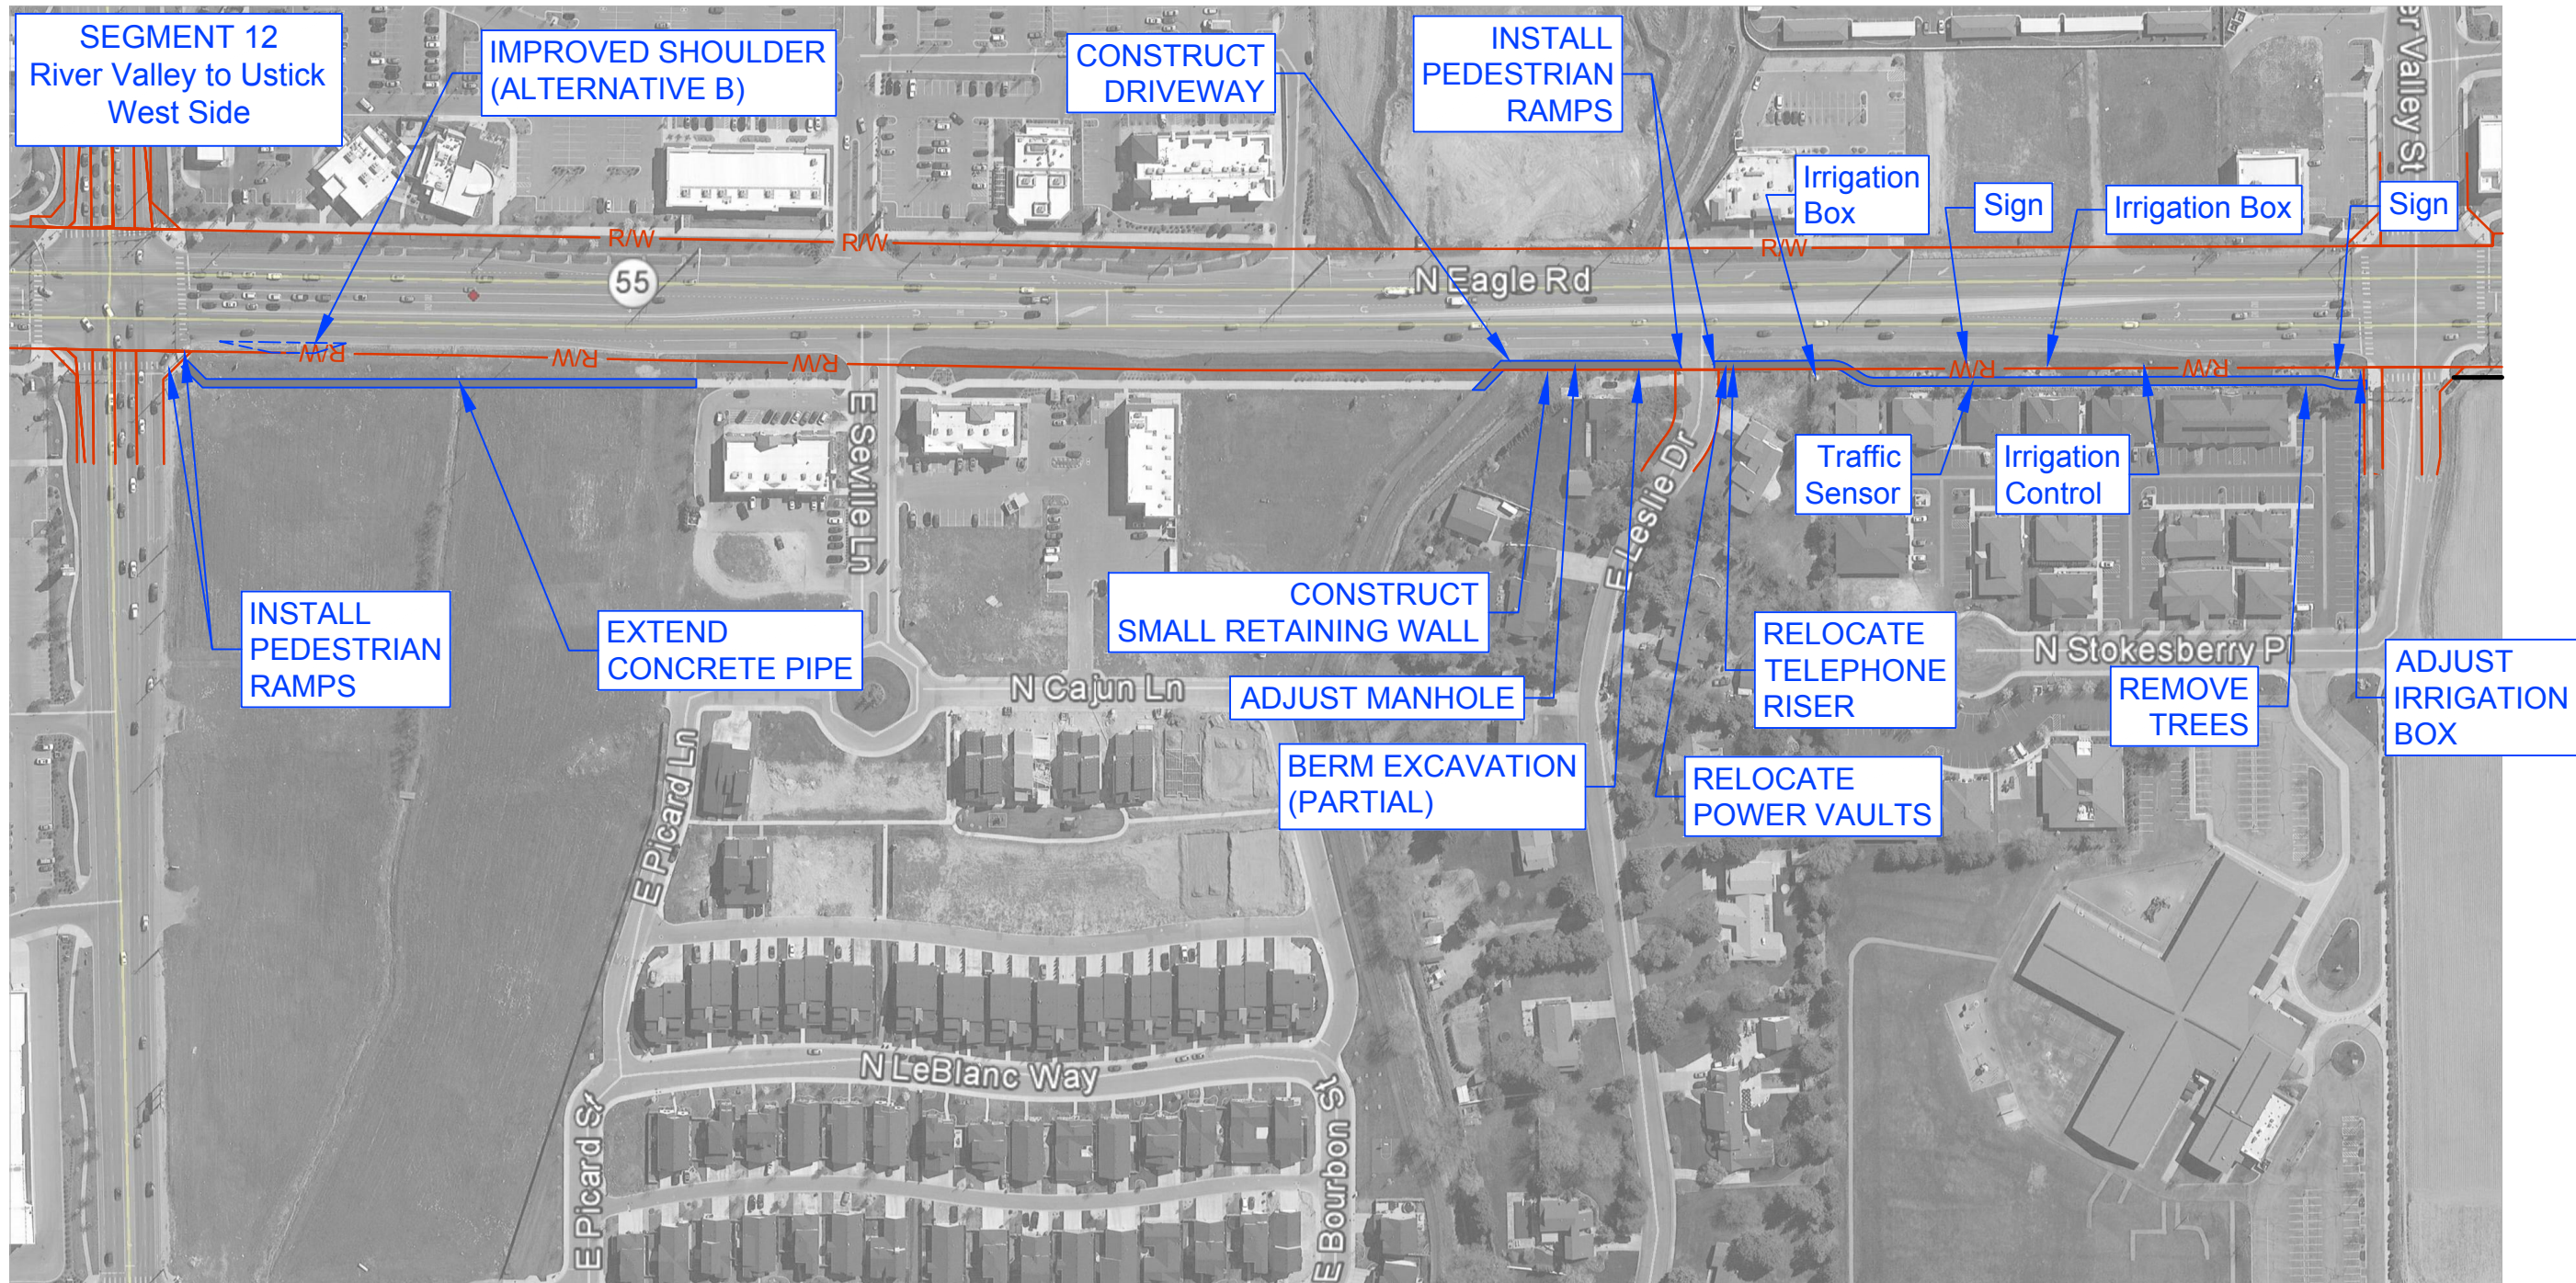 SEGMENT 12
River Valley to Ustick
West Side
IMPROVED SHOULDER
(ALTERNATIVE B)
CONSTRUCT
DRIVEWAY
INSTALL
PEDESTRIAN
RAMPS
er Valley St
Irrigation
Box
Sign
Irrigation Box
Sign
R/W
R/W
R/W
55
N Eagle Rd
R/W
R/W
R/W
R/W
R/W
E Seville Ln
E Leslie Dr
Traffic
Sensor
Irrigation
Control
INSTALL
PEDESTRIAN
RAMPS
EXTEND
CONCRETE PIPE
CONSTRUCT
SMALL RETAINING WALL
RELOCATE
TELEPHONE
RISER
N Stokesberry Pl
REMOVE
TREES
ADJUST
IRRIGATION
BOX
N Cajun Ln
ADJUST MANHOLE
BERM EXCAVATION
(PARTIAL)
RELOCATE
POWER VAULTS
E Picard Ln
N LeBlanc Way
E Picard St
E Bourbon St